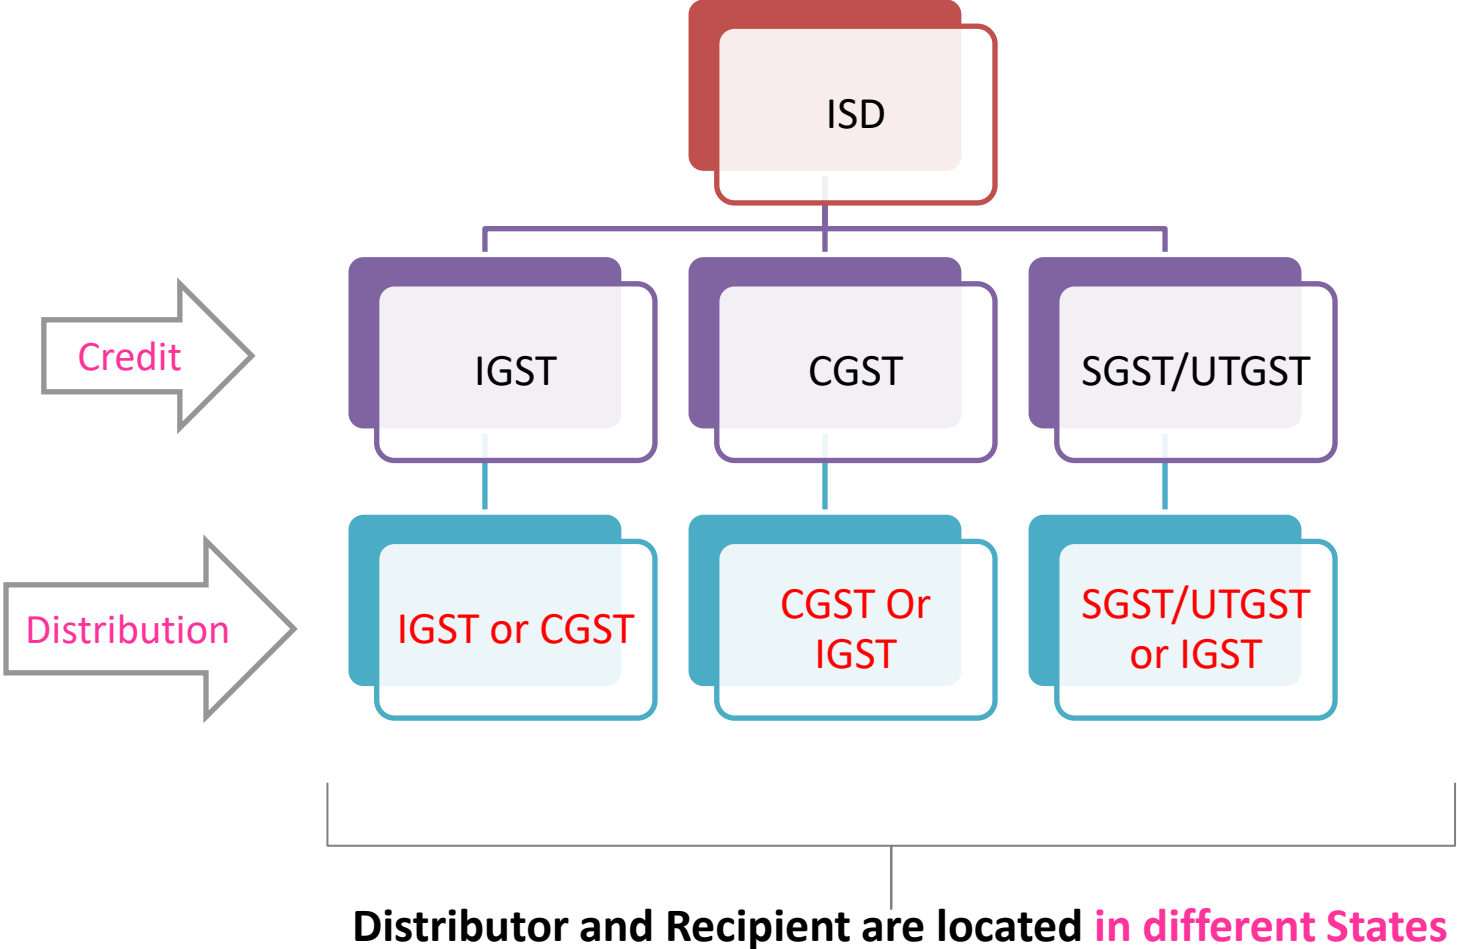 ISD
Credit
IGST
CGST
SGST/UTGST
Distribution
IGST or CGST
CGST Or
IGST
SGST/UTGST
or IGST
Distributor and Recipient are located in different States